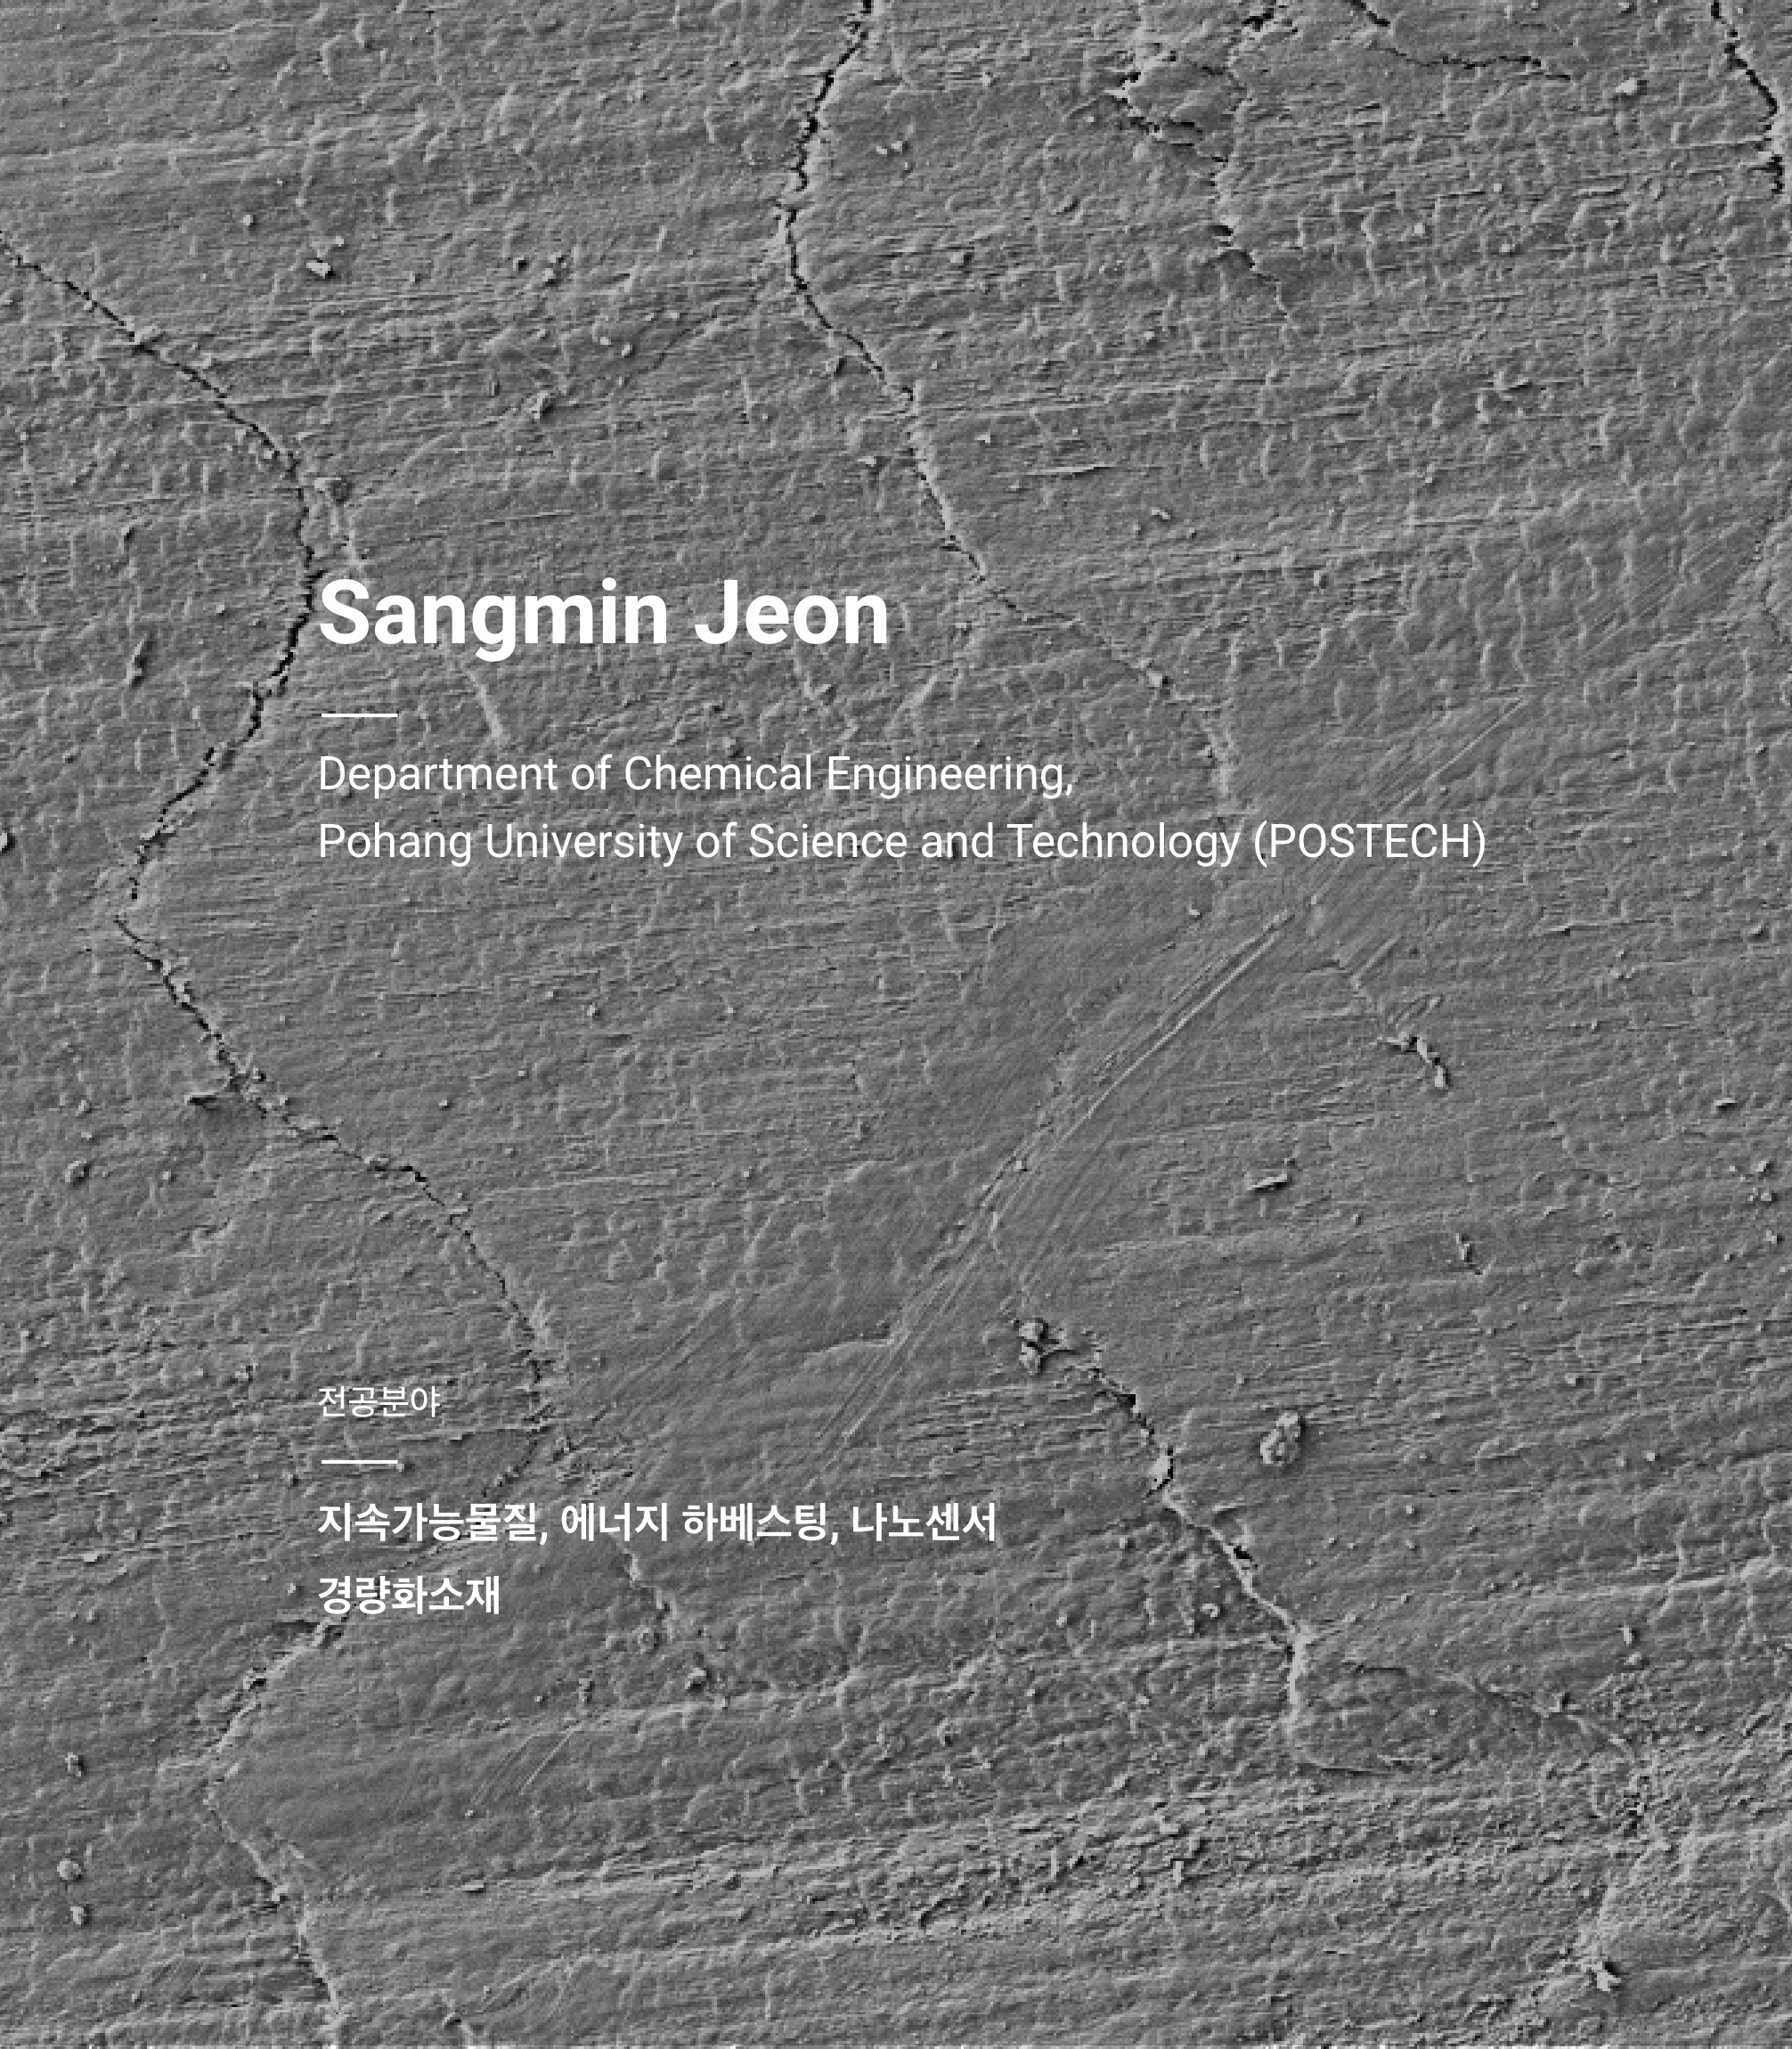 Sangmin Jeon
Department of Chemical Engineering,
Pohang University of Science and Technology (POSTECH)
전공분야
지속가능물질, 에너지 하베스팅, 나노센서
경량화소재